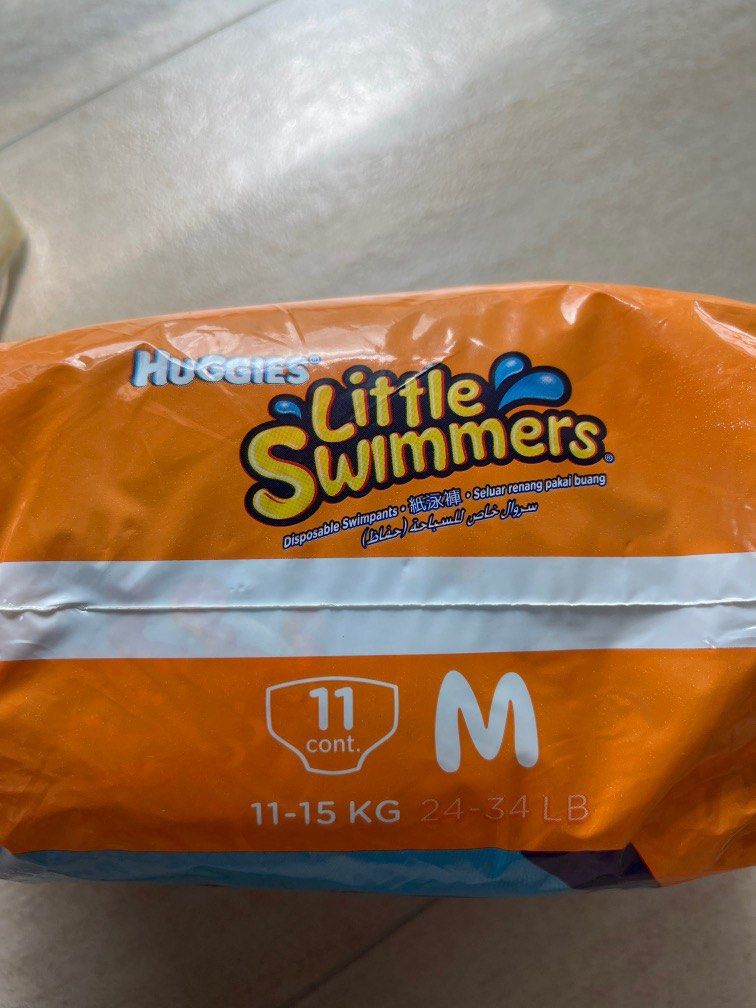 HUGGIES®
Little
Swimmers®
Disposable Swimpants • 紙泳褲 • Seluar renang pakai buang
سروال خاص للسباحة (حفاظ)
11
cont.
M
11-15 KG 24-34 LB